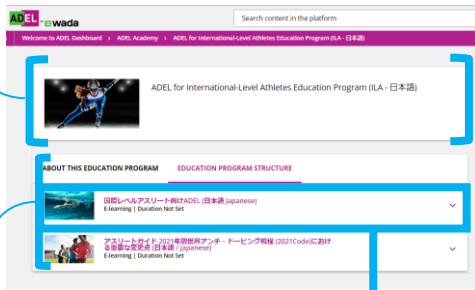 ADEL BY wada
Search content in the platform
Welcome to ADEL Dashboard > ADEL Academy > ADEL for International-Level Athletes Education Program (ILA - 日本語)
ADEL for International-Level Athletes Education Program (ILA - 日本語)
ABOUT THIS EDUCATION PROGRAM EDUCATION PROGRAM STRUCTURE
国際レベルアスリート向けADEL (日本語 Japanese)
E-learning | Duration Not Set
アスリートガイド 2021年版世界アンチ・ドーピング規程 (2021Code)におけ
る重要な変更点 (日本語 / Japanese)
E-learning | Duration Not Set